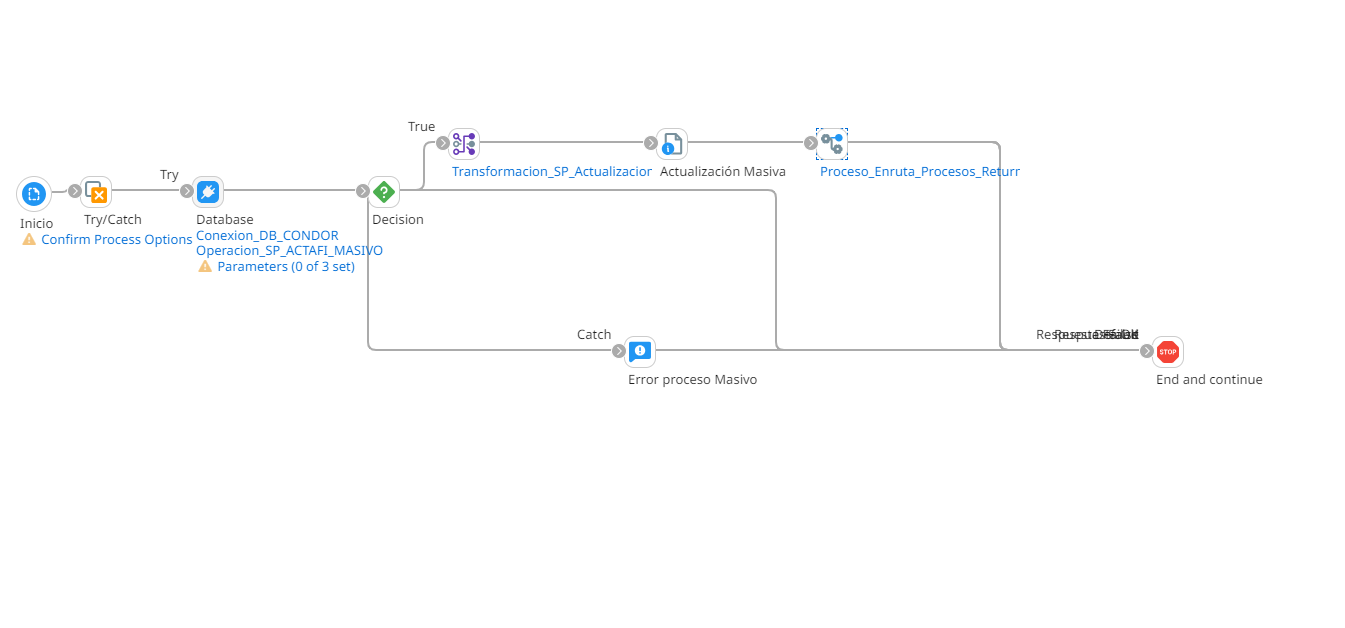 True
Transformacion_SP_Actualizacior
Actualización Masiva
Proceso_Enruta_Procesos_Returr
Try
Inicio
Confirm Process Options
Try/Catch
Database
Conexion_DB_CONDOR
Operacion_SP_ACTAFI_MASIVO
Parameters (0 of 3 set)
Decision
Catch
Error proceso Masivo
STOP
End and continue